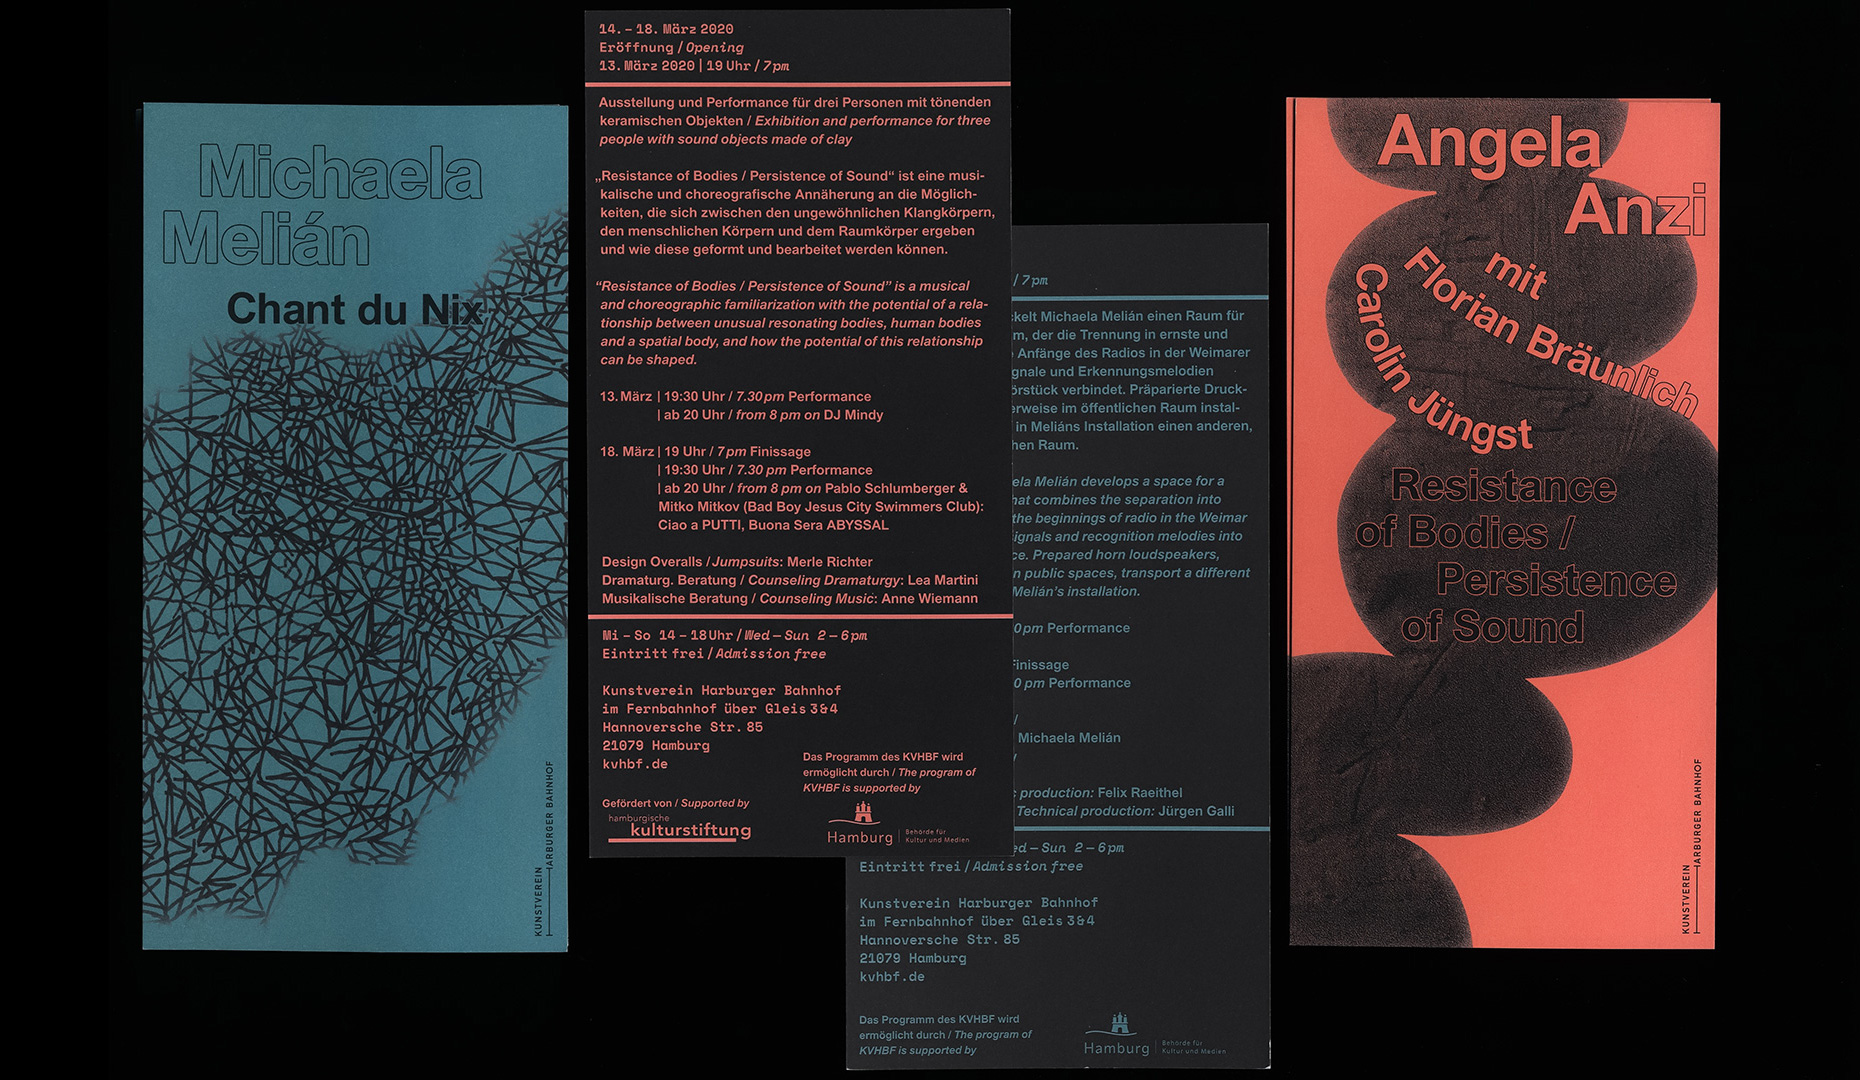 Michaela
Melián
Chant du Nix
KUNSTVEREIN
HARBURGER BAHNHOF
14. – 18. März 2020
Eröffnung / Opening
13. März 2020 | 19 Uhr / 7pm
Ausstellung und Performance für drei Personen mit tönenden
keramischen Objekten / Exhibition and performance for three
people with sound objects made of clay
„Resistance of Bodies / Persistence of Sound“ ist eine musi-
kalische und choreografische Annäherung an die Möglich-
keiten, die sich zwischen den ungewöhnlichen Klangkörpern,
den menschlichen Körpern und dem Raumkörper ergeben
und wie diese geformt und bearbeitet werden können.
“Resistance of Bodies / Persistence of Sound” is a musical
and choreographic familiarization with the potential of a rela-
tionship between unusual resonating bodies, human bodies
and a spatial body, and how the potential of this relationship
can be shaped.
13. März | 19:30 Uhr / 7.30 pm Performance
| ab 20 Uhr / from 8 pm on DJ Mindy
18. März | 19 Uhr / 7pm Finissage
| 19:30 Uhr / 7.30 pm Performance
| ab 20 Uhr / from 8 pm on Pablo Schlumberger &
Mitko Mitkov (Bad Boy Jesus City Swimmers Club):
Ciao a PUTTI, Buona Sera ABYSSAL
Design Overalls / Jumpsuits: Merle Richter
Dramaturg. Beratung / Counseling Dramaturgy: Lea Martini
Musikalische Beratung / Counseling Music: Anne Wiemann
Mi – So 14 – 18 Uhr / Wed – Sun 2 – 6 pm
Eintritt frei / Admission free
Kunstverein Harburger Bahnhof
im Fernbahnhof über Gleis 3&4
Hannoversche Str. 85
21079 Hamburg
kvhbf.de
Gefördert von / Supported by
hamburgische
kulturstiftung
Das Programm des KVHBF wird
ermöglicht durch / The program of
KVHBF is supported by
Hamburg | Behörde für
Kultur und Medien
/ 7pm
ckelt Michaela Melián einen Raum für
m, der die Trennung in ernste und
Anfänge des Radios in der Weimarer
gnale und Erkennungsmelodien
örstück verbindet. Präparierte Druck-
erweise im öffentlichen Raum instal-
in Meliáns Installation einen anderen,
hen Raum.
ela Melián develops a space for a
hat combines the separation into
the beginnings of radio in the Weimar
ignals and recognition melodies into
ce. Prepared horn loudspeakers,
n public spaces, transport a different
Melián’s installation.
0 pm Performance
Finissage
0 pm Performance
/
Michaela Melián
/
c production: Felix Raeithel
Technical production: Jürgen Galli
ed – Sun 2 – 6 pm
Eintritt frei / Admission free
Kunstverein Harburger Bahnhof
im Fernbahnhof über Gleis 3&4
Hannoversche Str. 85
21079 Hamburg
kvhbf.de
Das Programm des KVHBF wird
ermöglicht durch / The program of
KVHBF is supported by
Hamburg | Behörde für
Kultur und Medien
Angela
Anzi
mit
Florian Bräunlich
Carolin Jüngst
Resistance
of Bodies /
Persistence
of Sound
KUNSTVEREIN
HARBURGER BAHNHOF